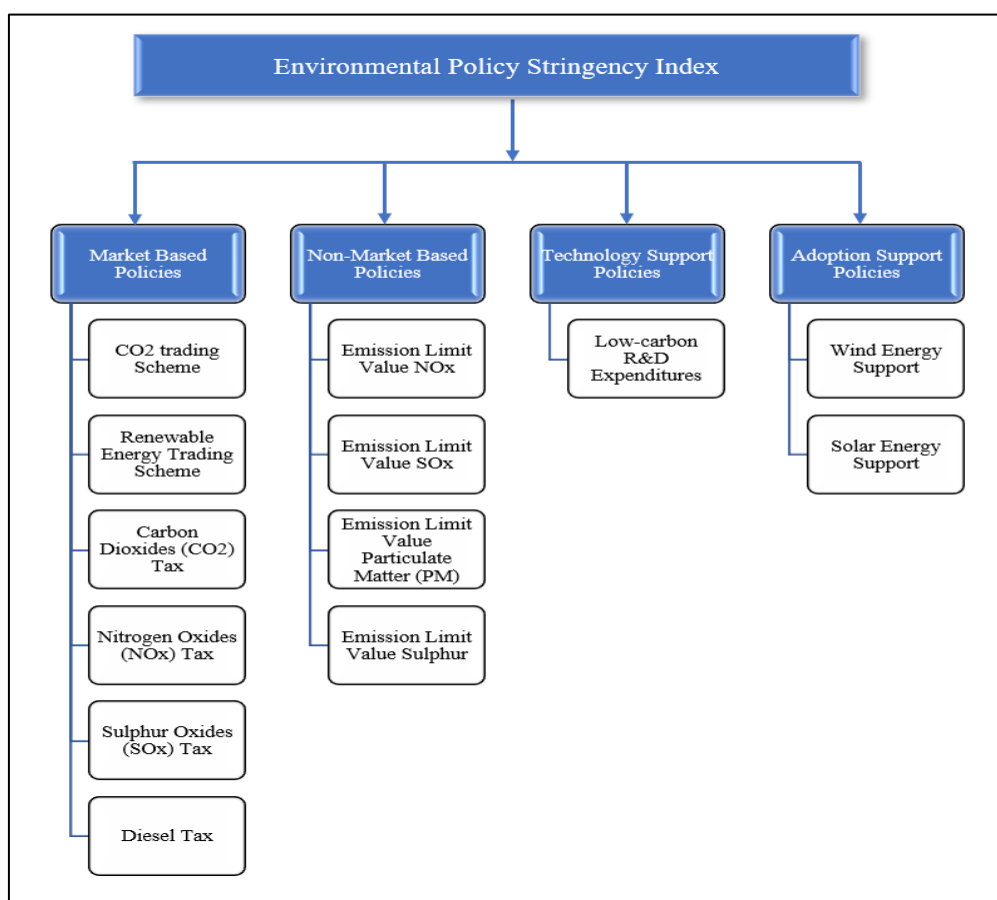 Environmental Policy Stringency Index
Market Based
Policies
Non-Market Based
Policies
Technology Support
Policies
Adoption Support
Policies
CO2 trading
Scheme
Renewable
Energy Trading
Scheme
Carbon
Dioxides (CO2)
Tax
Nitrogen Oxides
(NOx) Tax
Sulphur Oxides
(SOx) Tax
Diesel Tax
Emission Limit
Value NOx
Emission Limit
Value SOx
Emission Limit
Value
Particulate
Matter (PM)
Emission Limit
Value Sulphur
Low-carbon
R&D
Expenditures
Wind Energy
Support
Solar Energy
Support